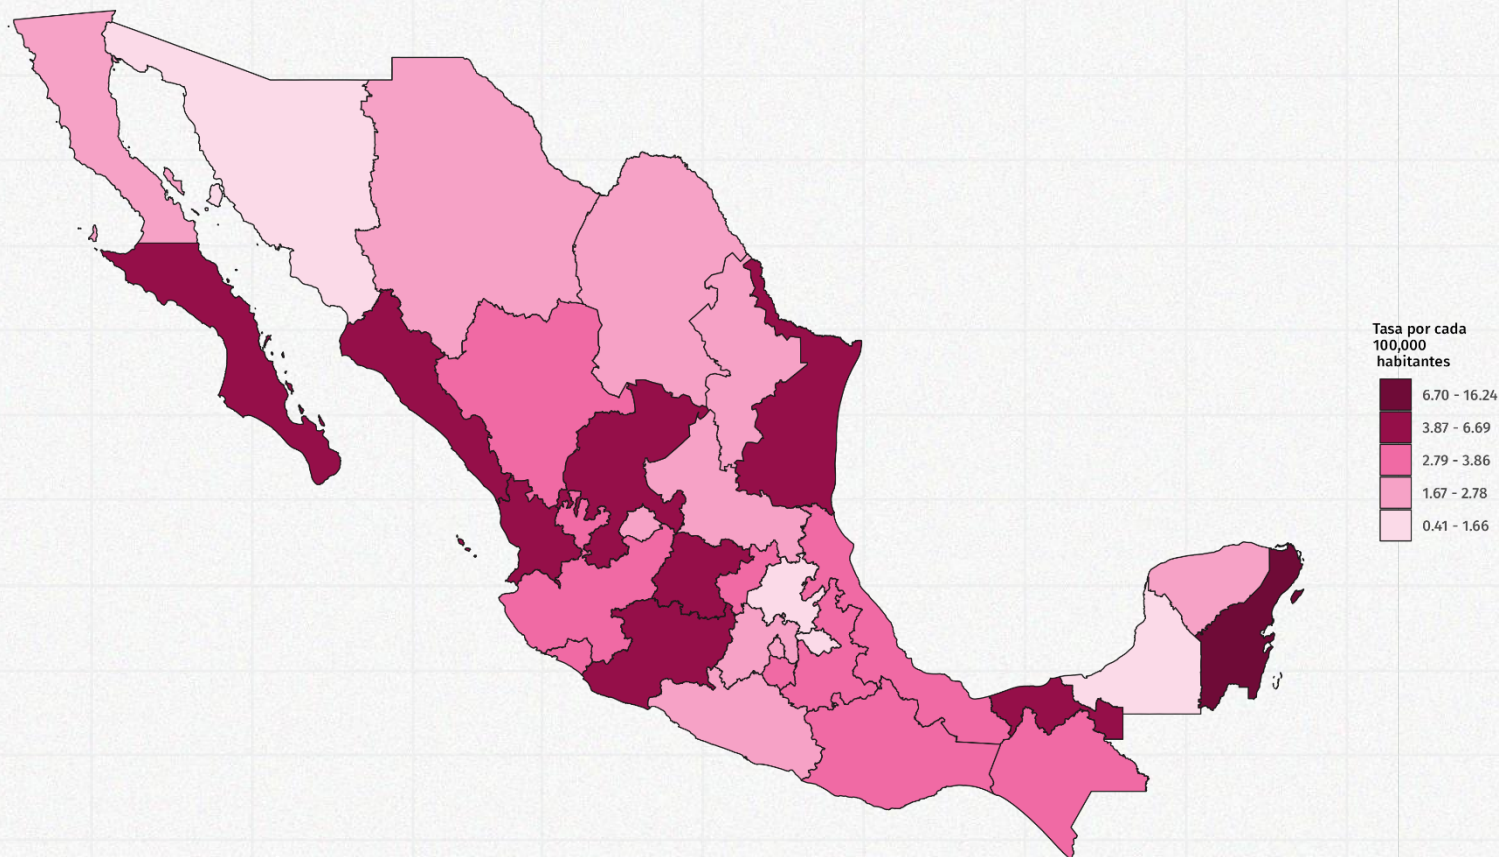 Tasa por cada
100,000
habitantes
6.70 - 16.24
3.87 - 6.69
2.79 - 3.86
1.67 - 2.78
0.41 - 1.66